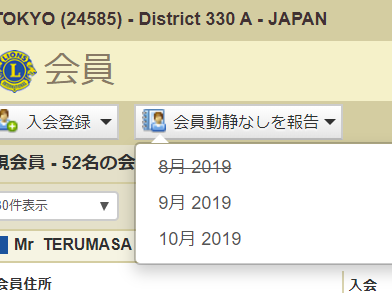 TOKYO (24585) - District 330 A - JAPAN
LIONS
L
会員
入会登録
会員動静なしを報告
現会員 - 52名の会
8月 2019
9月 2019
10月 2019
件表示
Mr TERUMASA
会員住所
入会